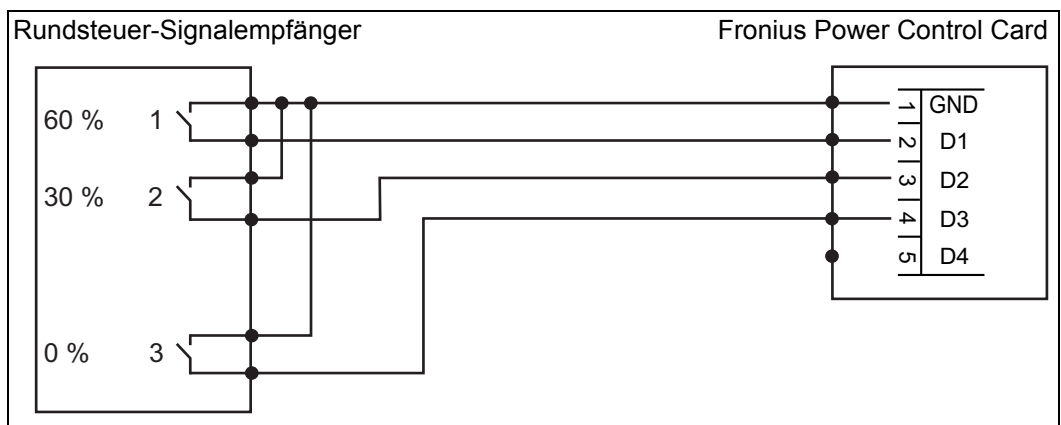 Rundsteuer-Signalempfänger Fronius Power Control Card
60 % 1
1 GND
2 D1
30 % 2
3 D2
4 D3
5 D4
0 % 3